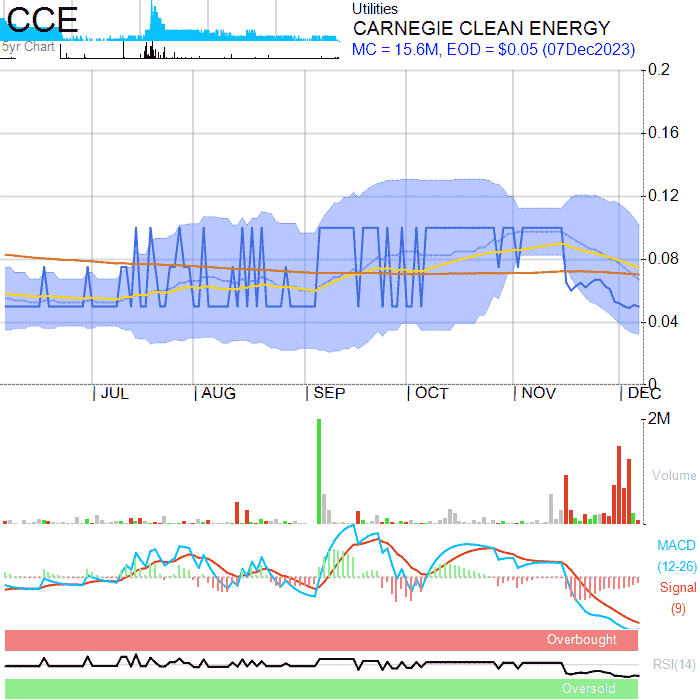 CCE
5yr Chart
Utilities
CARNEGIE CLEAN ENERGY
MC = 15.6M, EOD = $0.05 (07Dec2023)
0.2
0.16
0.12
0.08
0.04
0
JUL AUG SEP OCT NOV DEC
2M
Volume
MACD
(12-26)
Signal
(9)
Overbought
RSI(14)
Oversold